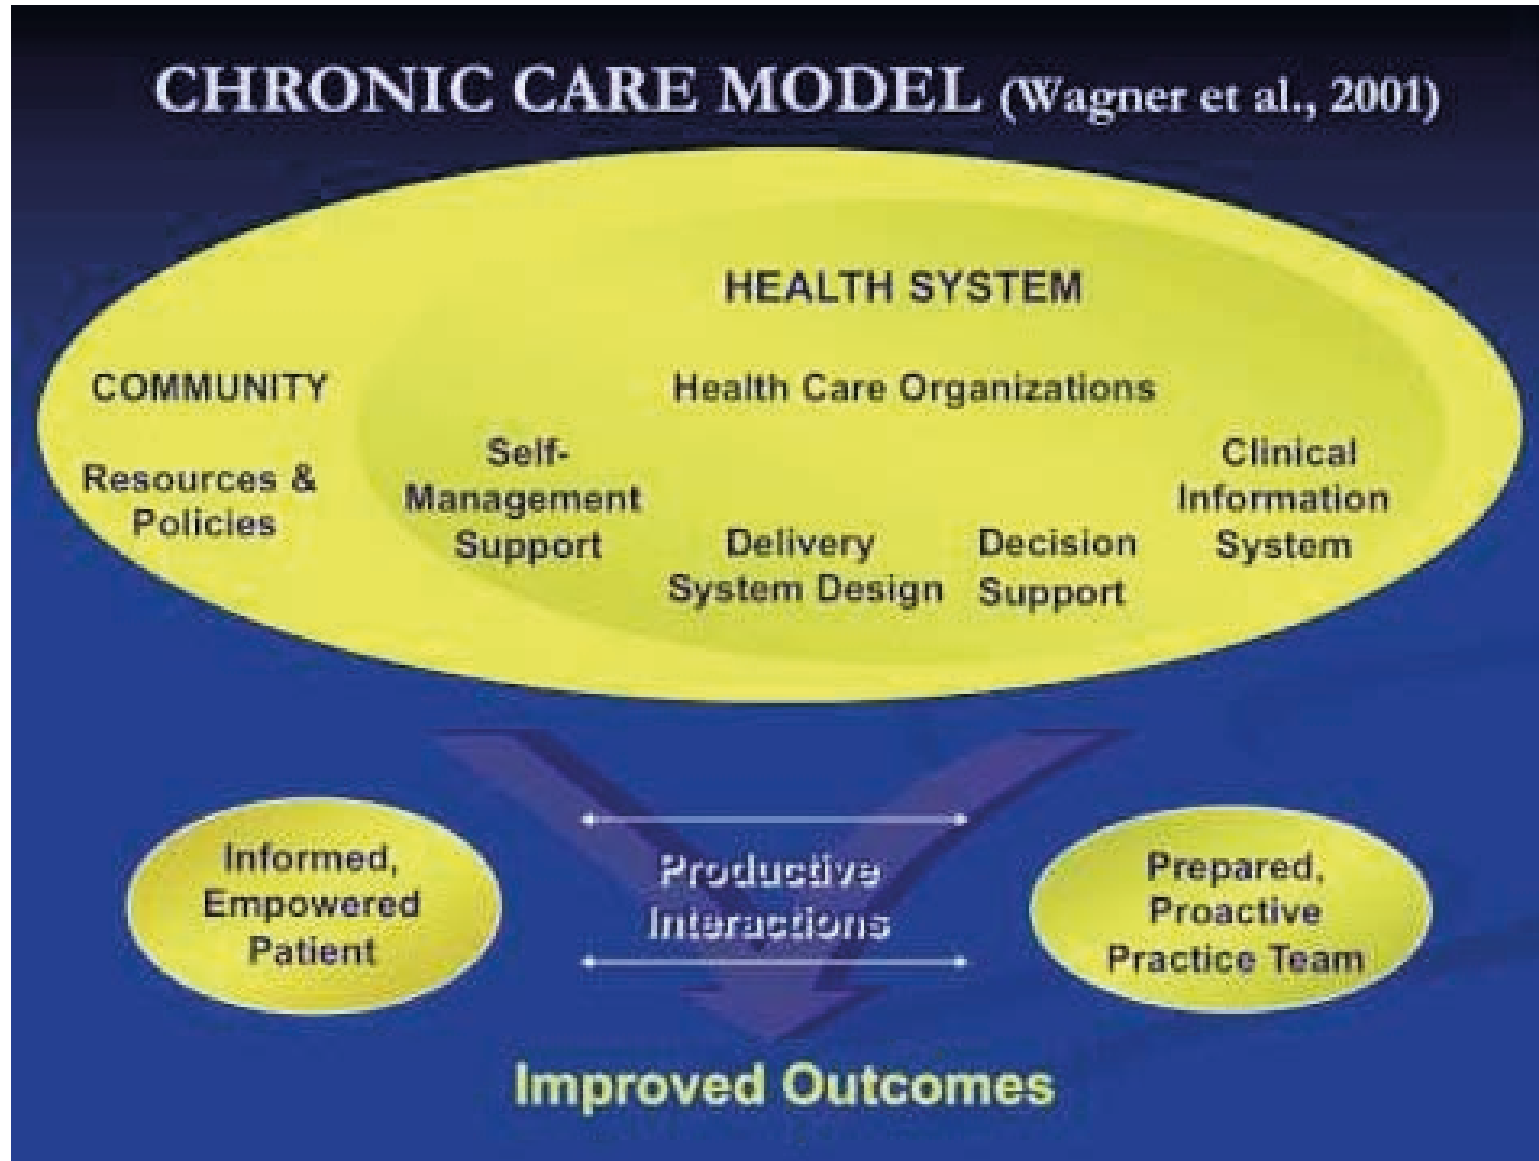 CHRONIC CARE MODEL (Wagner et al., 2001)
HEALTH SYSTEM
COMMUNITY
Resources &
Policies
Health Care Organizations
Self-
Management
Support
Delivery
System Design
Decision
Support
Clinical
Information
System
Informed,
Empowered
Patient
Productive
Interactions
Prepared,
Proactive
Practice Team
Improved Outcomes